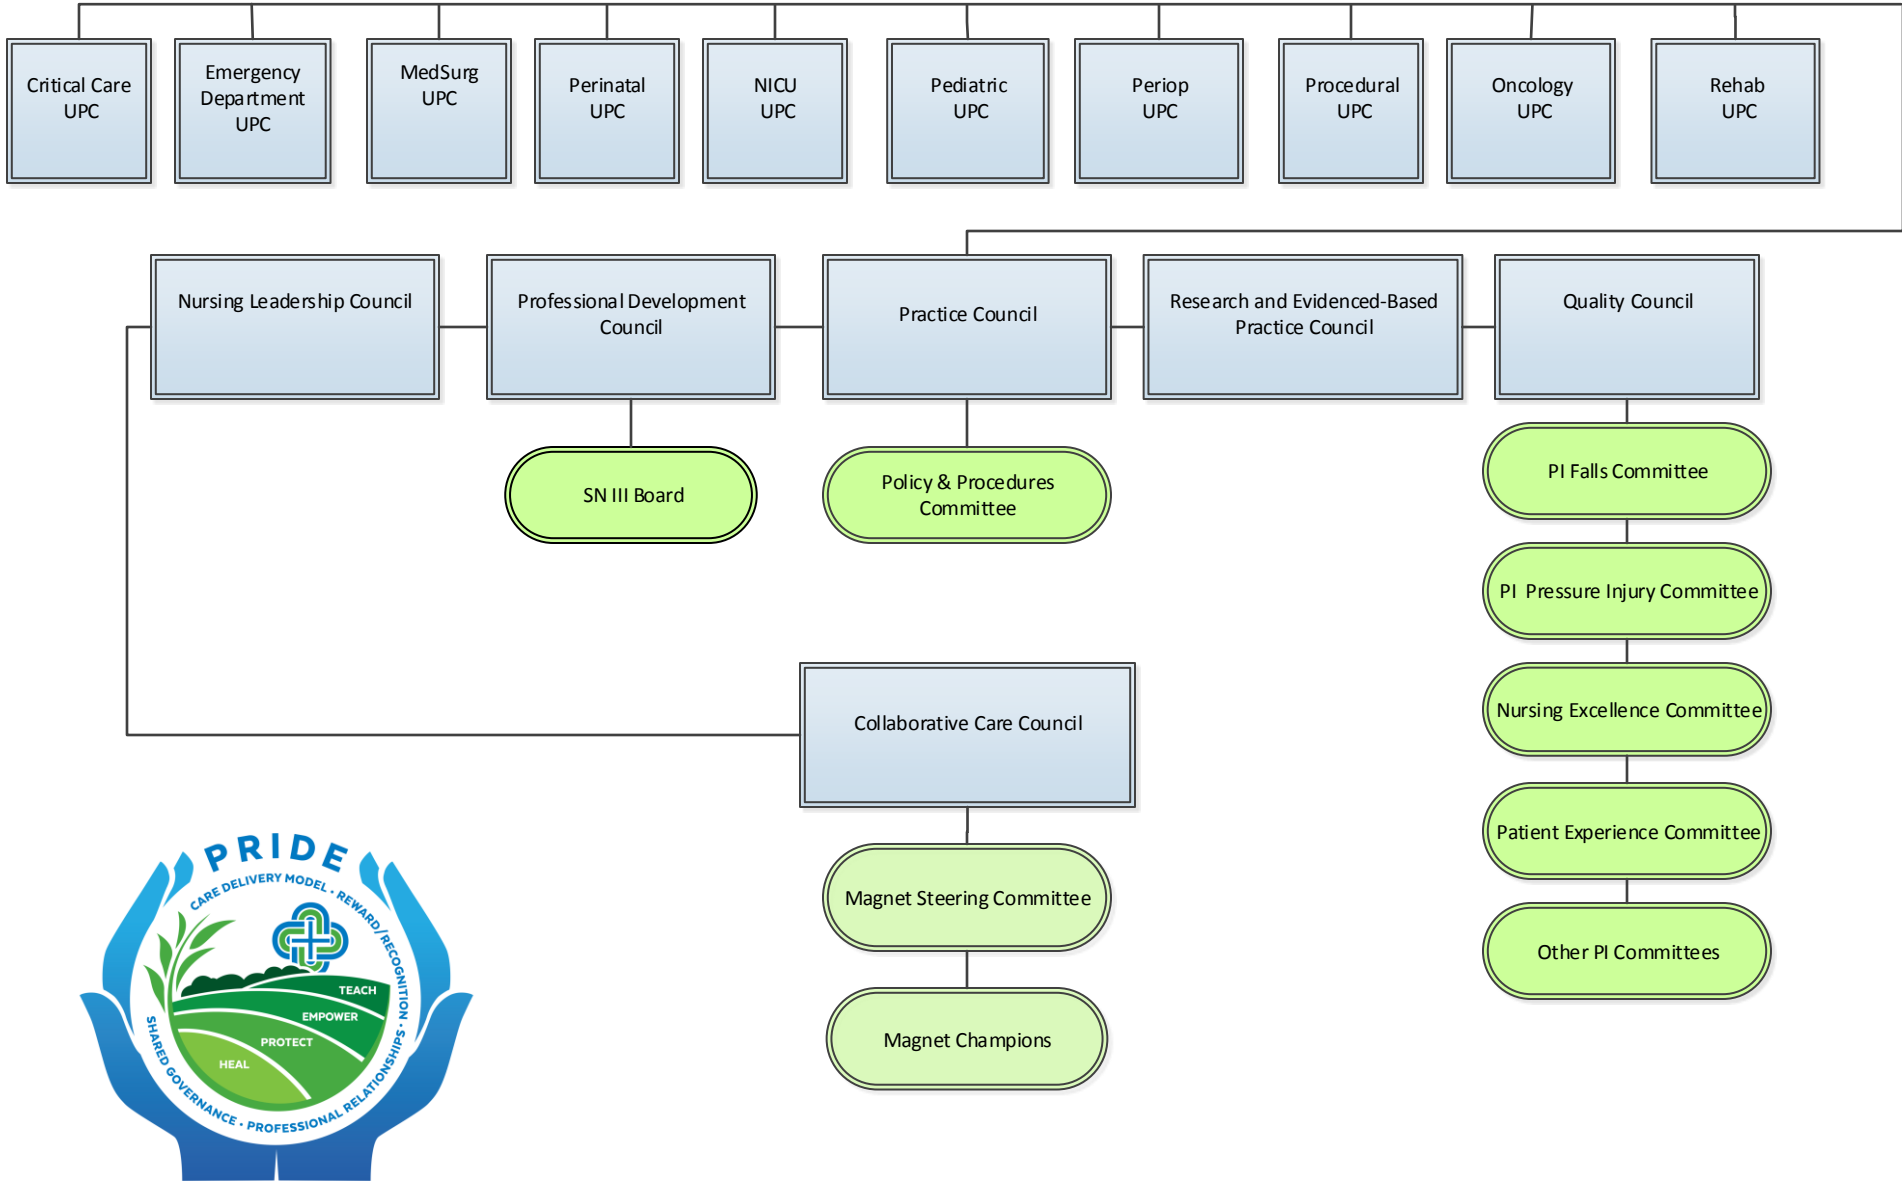 Critical Care
UPC
Emergency
Department
UPC
MedSurg
UPC
Perinatal
UPC
NICU
UPC
Pediatric
UPC
Periop
UPC
Procedural
UPC
Oncology
UPC
Rehab
UPC
Nursing Leadership Council
Professional Development
Council
Practice Council
Research and Evidenced-Based
Practice Council
Quality Council
SN III Board
Policy & Procedures
Committee
PI Falls Committee
PI Pressure Injury Committee
Nursing Excellence Committee
Patient Experience Committee
Other PI Committees
Collaborative Care Council
Magnet Steering Committee
Magnet Champions
PRIDE
CARE DELIVERY MODEL · REWARD/RECOGNITION ·
SHARED GOVERNANCE · PROFESSIONAL RELATIONSHIPS ·
TEACH
EMPOWER
PROTECT
HEAL